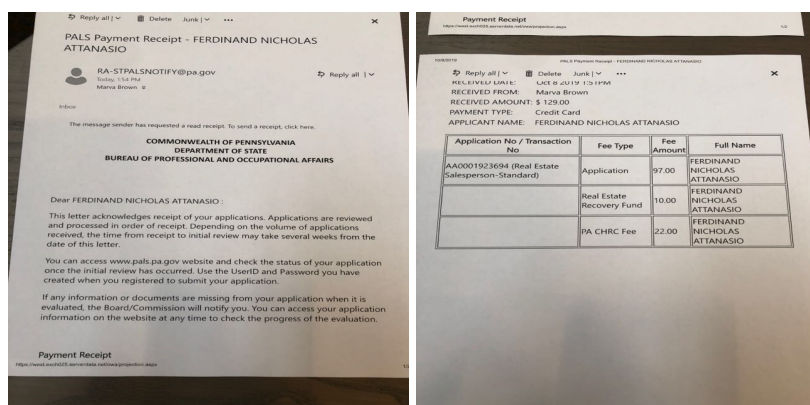 Reply all | Delete Junk | ••• ×
PALS Payment Receipt - FERDINAND NICHOLAS
ATTANASIO
RA-STPALSNOTIFY@pa.gov
Reply all |
Today, 1:54 PM
Marva Brown
Inbox
The message sender has requested a read receipt. To send a receipt, click here.
COMMONWEALTH OF PENNSYLVANIA
DEPARTMENT OF STATE
BUREAU OF PROFESSIONAL AND OCCUPATIONAL AFFAIRS
Dear FERDINAND NICHOLAS ATTANASIO :
This letter acknowledges receipt of your applications. Applications are reviewed
and processed in order of receipt. Depending on the volume of applications
received, the time from receipt to initial review may take several weeks from the
date of this letter.
You can access www.pals.pa.gov website and check the status of your application
once the initial review has occurred. Use the UserID and Password you have
created when you registered to submit your application.
If any information or documents are missing from your application when it is
evaluated, the Board/Commission will notify you. You can access your application
information on the website at any time to check the progress of the evaluation.
Payment Receipt
Payment Receipt
1/2
10/8/2019 PALS Payment Receipt - FERDINAND NICHOLAS ATTANASIO
Reply all | Delete Junk | ••• ×
RECEIVED DATE: Oct 8 2019 1:51PM
RECEIVED FROM: Marva Brown
RECEIVED AMOUNT: $ 129.00
PAYMENT TYPE: Credit Card
APPLICANT NAME: FERDINAND NICHOLAS ATTANASIO
Application No / Transaction
No
Fee Type
Fee
Amount
Full Name
AA0001923694 (Real Estate
Salesperson-Standard)
Application
97.00
FERDINAND
NICHOLAS
ATTANASIO
Real Estate
Recovery Fund
10.00
FERDINAND
NICHOLAS
ATTANASIO
PA CHRC Fee
22.00
FERDINAND
NICHOLAS
ATTANASIO